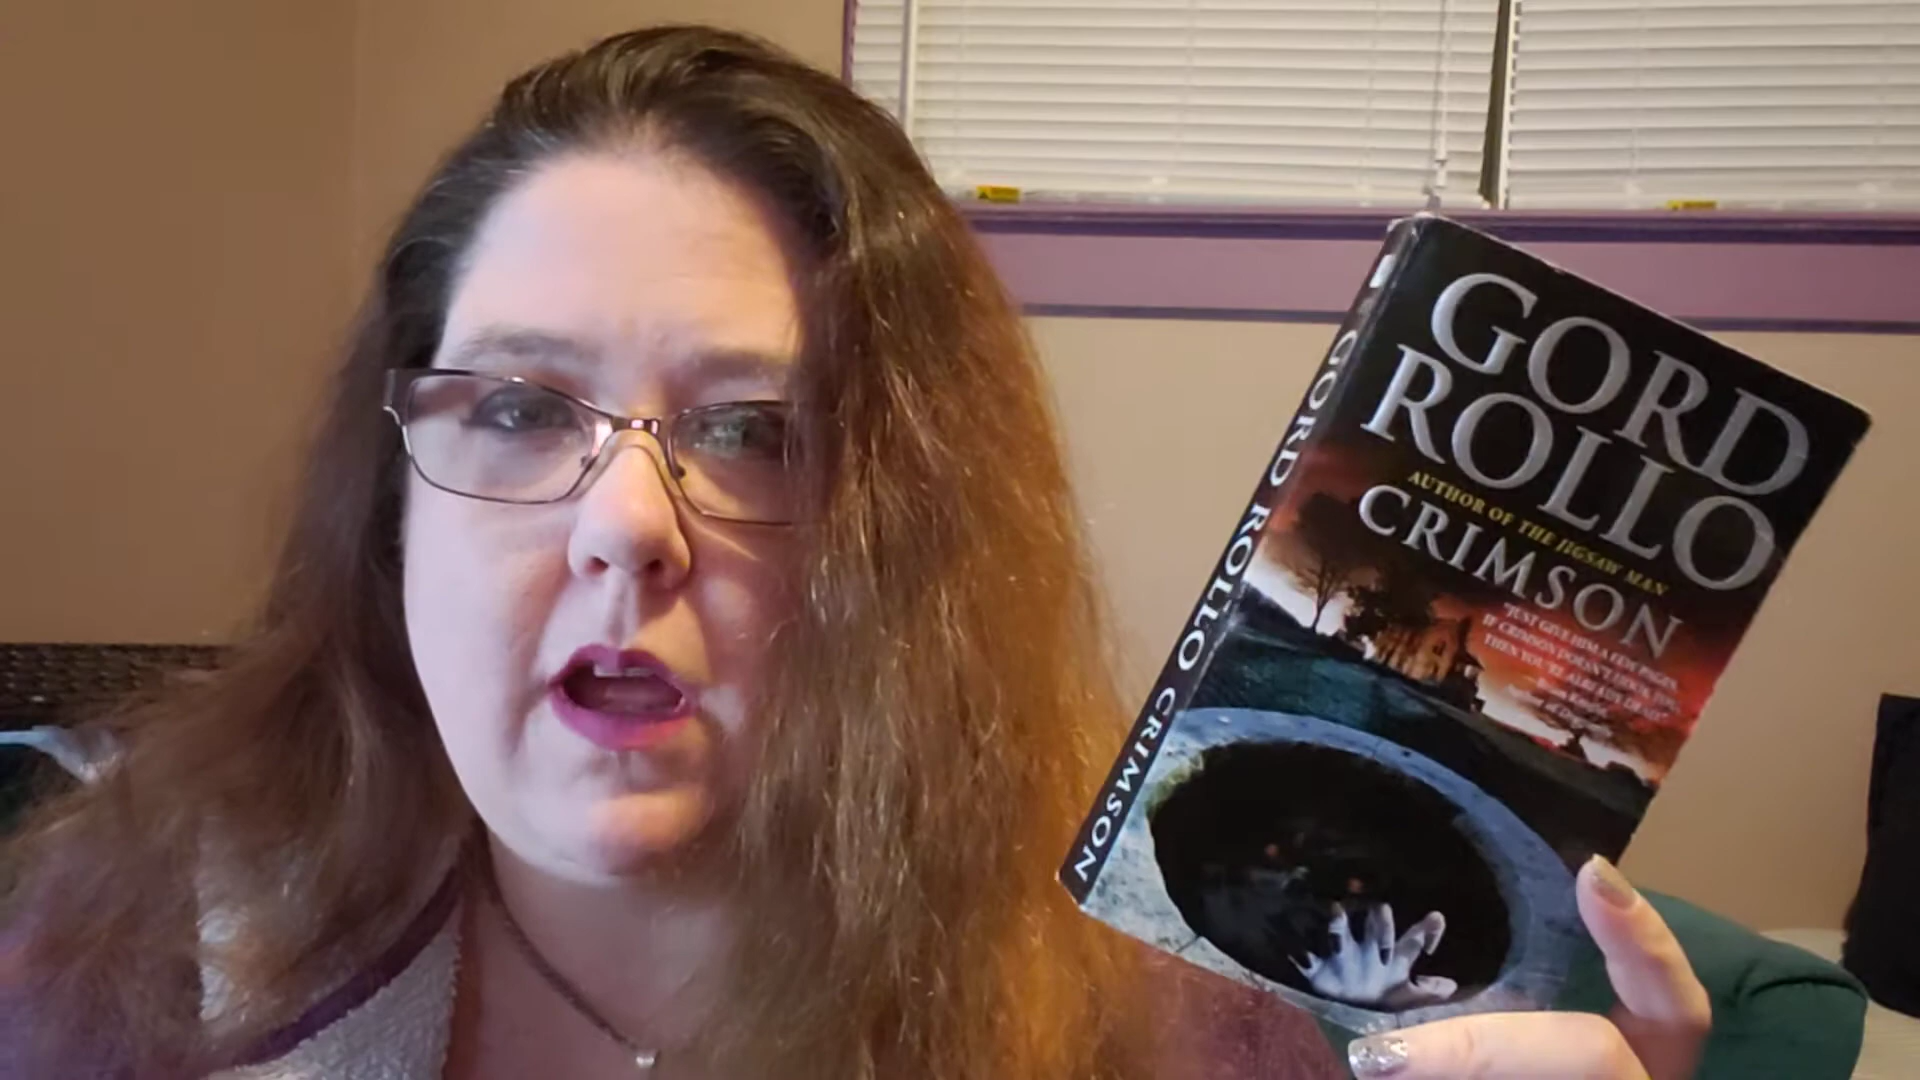 GORD
ROLLO
AUTHOR OF THE JIGSAW MAN
CRIMSON
"JUST GIVE HIM A FEW PAGES.
IF CRIMSON DOESN'T HOOK YOU,
THEN YOU'RE ALREADY DEAD!"
GORD ROLLO CRIMSON